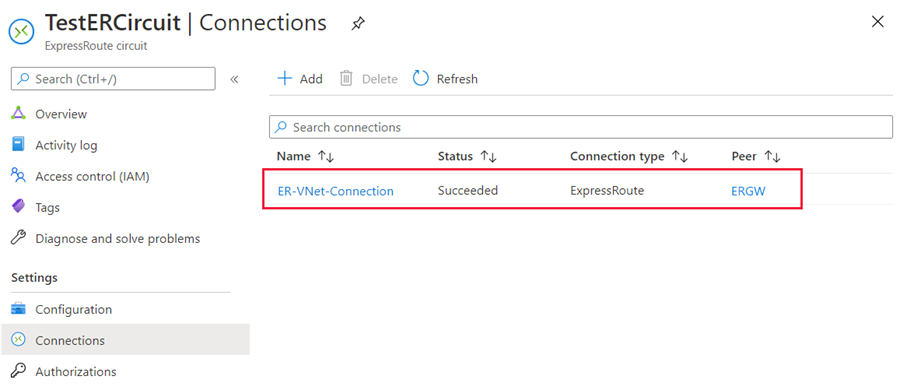 TestERCircuit | Connections
ExpressRoute circuit
Search (Ctrl+/)
Overview
Activity log
Access control (IAM)
Tags
Diagnose and solve problems
Settings
Configuration
Connections
Authorizations
Add Delete Refresh
Search connections
Name Status Connection type Peer
ER-VNet-Connection Succeeded ExpressRoute ERGW